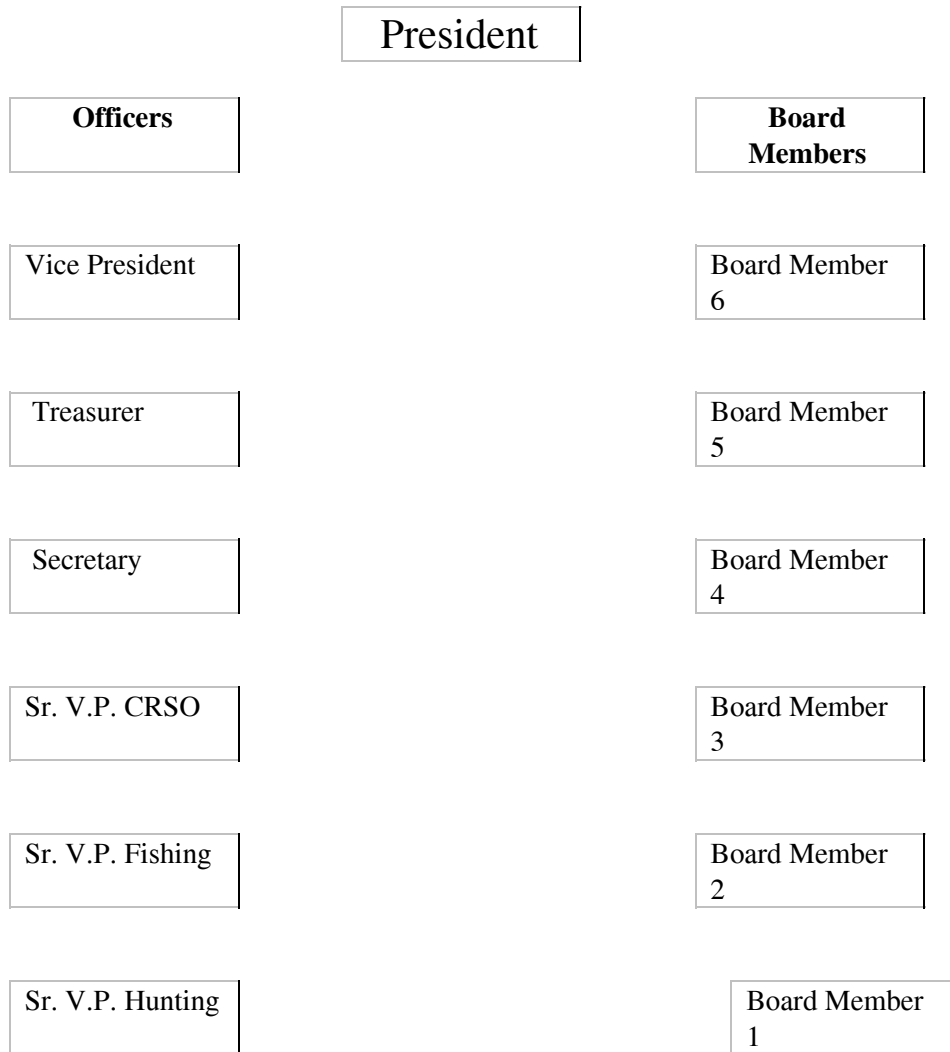 President
Officers
Board
Members
Vice President
Board Member
6
Treasurer
Board Member
5
Secretary
Board Member
4
Sr. V.P. CRSO
Board Member
3
Sr. V.P. Fishing
Board Member
2
Sr. V.P. Hunting
Board Member
1